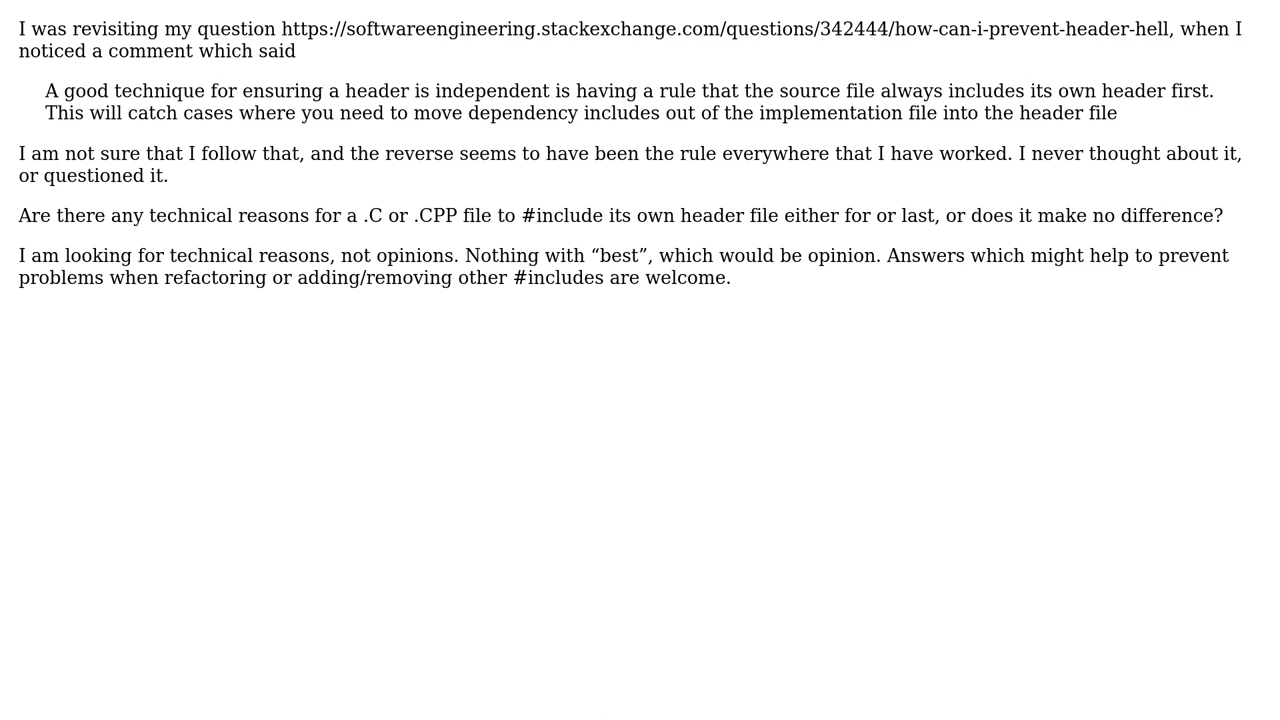 I was revisiting my question https://softwareengineering.stackexchange.com/questions/342444/how-can-i-prevent-header-hell, when I
noticed a comment which said
A good technique for ensuring a header is independent is having a rule that the source file always includes its own header first.
This will catch cases where you need to move dependency includes out of the implementation file into the header file
I am not sure that I follow that, and the reverse seems to have been the rule everywhere that I have worked. I never thought about it,
or questioned it.
Are there any technical reasons for a .C or .CPP file to #include its own header file either for or last, or does it make no difference?
I am looking for technical reasons, not opinions. Nothing with “best”, which would be opinion. Answers which might help to prevent
problems when refactoring or adding/removing other #includes are welcome.